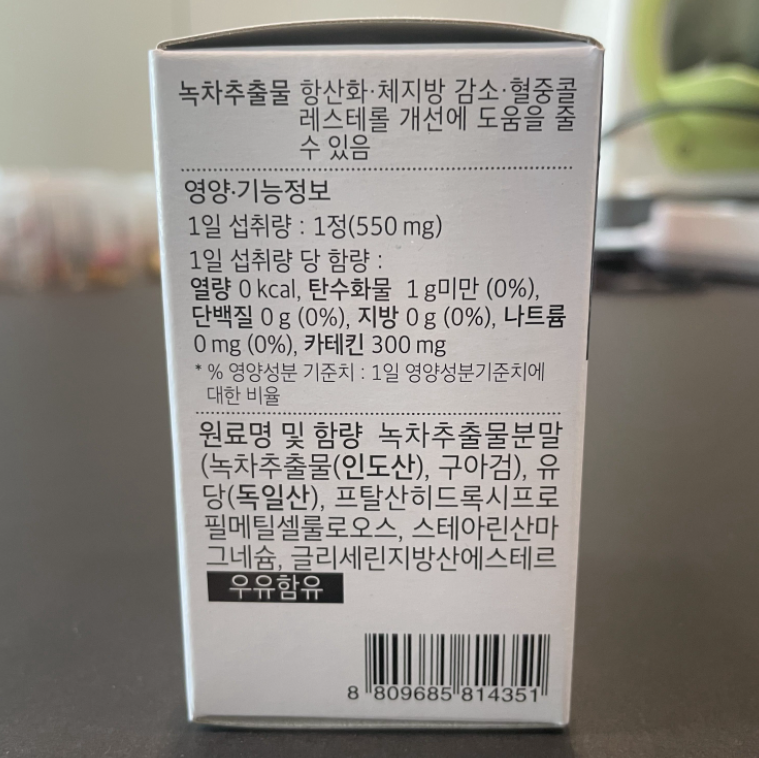 녹차추출물 항산화·체지방 감소·혈중콜
레스테롤 개선에 도움을 줄
수 있음
영양·기능정보
1일 섭취량 : 1정(550 mg)
1일 섭취량 당 함량 :
열량 0 kcal, 탄수화물 1 g미만 (0%),
단백질 0 g (0%), 지방 0 g (0%), 나트륨
0 mg (0%), 카테킨 300 mg
* % 영양성분 기준치 : 1일 영양성분기준치에
대한 비율
원료명 및 함량 녹차추출물분말
(녹차추출물(인도산), 구아검), 유
당(독일산), 프탈산히드록시프로
필메틸셀룰로오스, 스테아린산마
그네슘, 글리세린지방산에스테르
우유함유
8 809685 814351